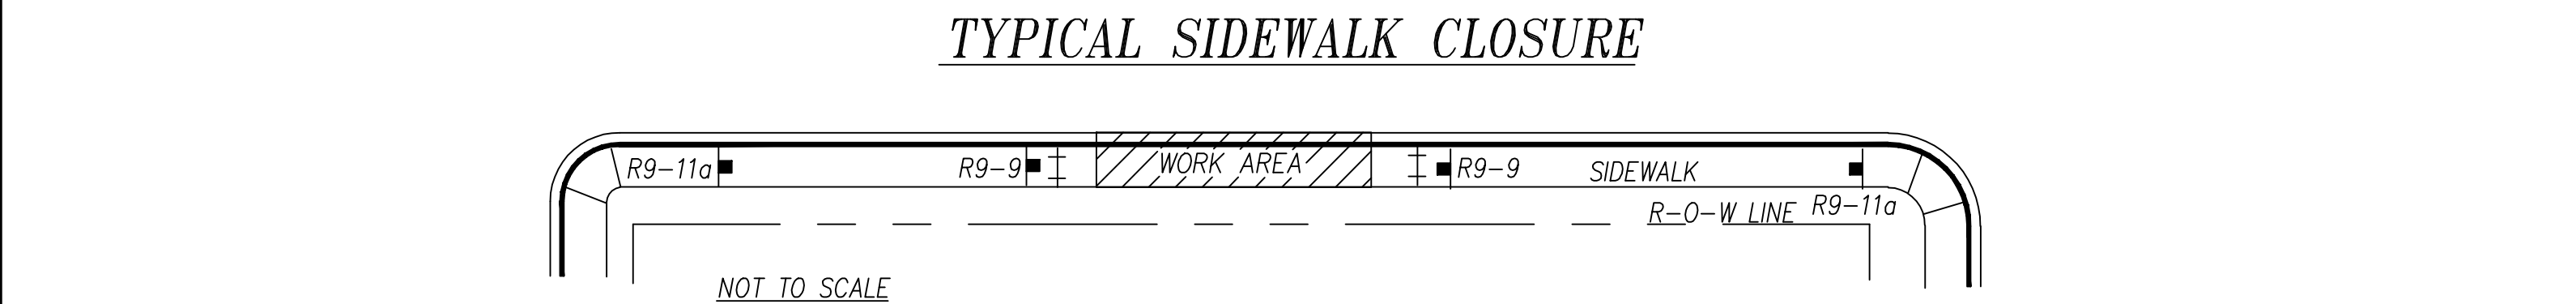 TYPICAL SIDEWALK CLOSURE
R9-11a
R9-9
WORK AREA
R9-9
SIDEWALK
R-O-W LINE
R9-11a
NOT TO SCALE